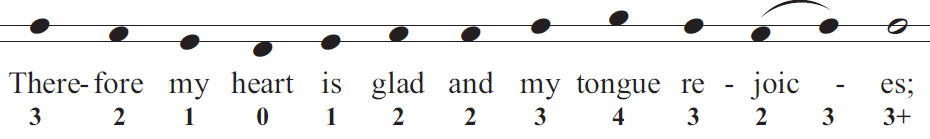 There-fore my heart is glad and my tongue re - joic - es;
3 2 1 0 1 2 2 3 4 3 2 3 3+